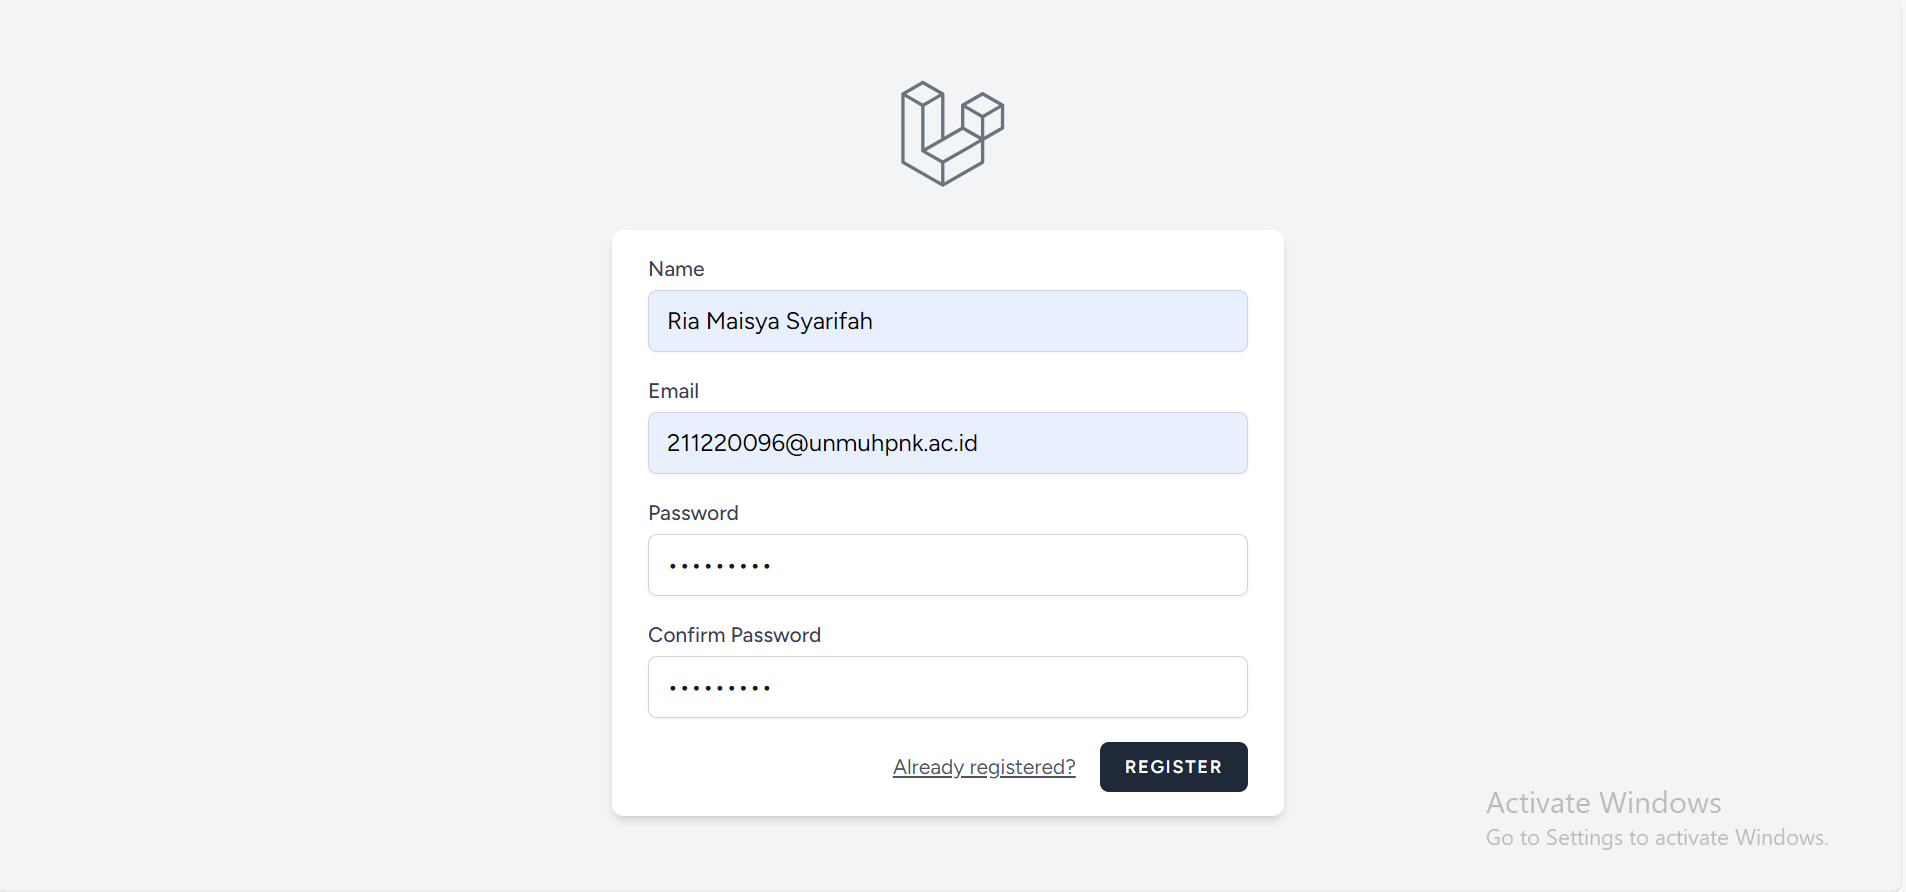 Name
Ria Maisya Syarifah
Email
211220096@unmuhpnk.ac.id
Password
•••••••••
Confirm Password
•••••••••
Already registered? REGISTER
Activate Windows
Go to Settings to activate Windows.